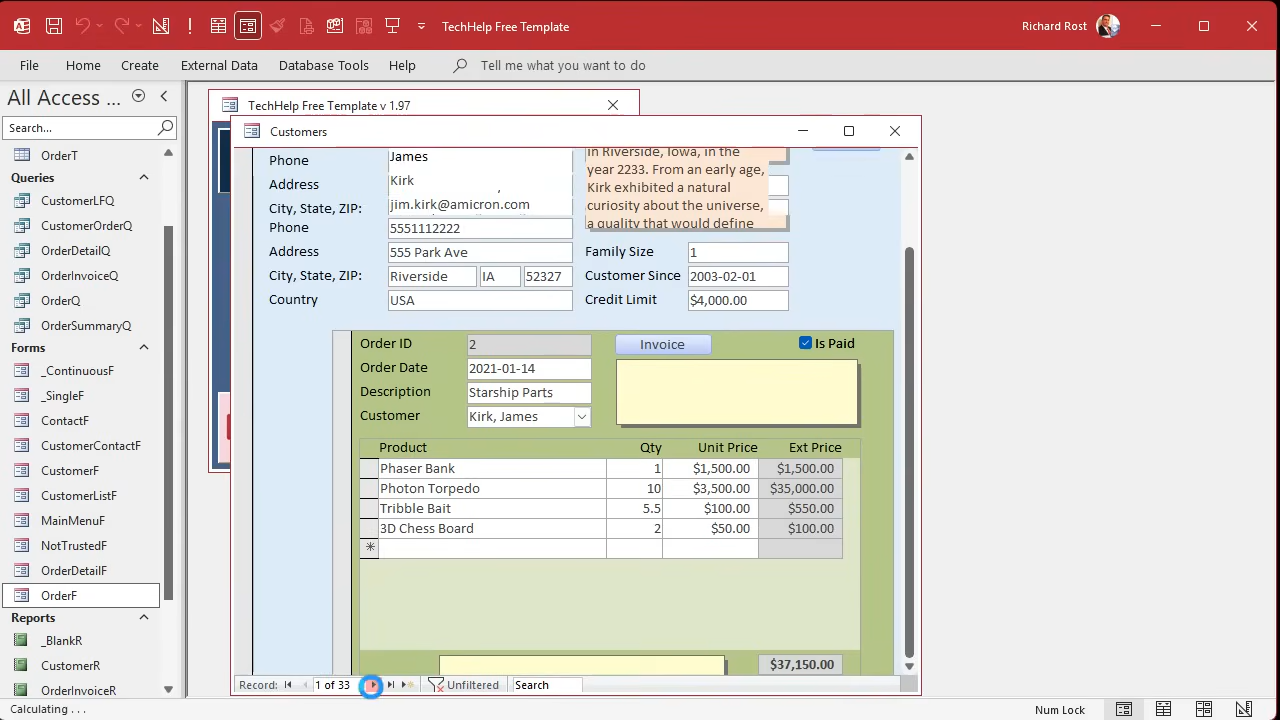 TechHelp Free Template
Richard Rost
File Home Create External Data Database Tools Help Tell me what you want to do
All Access ...
Search...
OrderT
Queries
CustomerLFQ
CustomerOrderQ
OrderDetailQ
OrderInvoiceQ
OrderQ
OrderSummaryQ
Forms
_ContinuousF
_SingleF
ContactF
CustomerContactF
CustomerF
CustomerListF
MainMenuF
NotTrustedF
OrderDetailF
OrderF
Reports
_BlankR
CustomerR
OrderInvoiceR
TechHelp Free Template v 1.97
Customers
Phone James
Address Kirk ,
City, State, ZIP: jim.kirk@amicron.com
in Riverside, Iowa, in the
year 2233. From an early age,
Kirk exhibited a natural
curiosity about the universe,
a quality that would define
Phone 5551112222
Address 555 Park Ave Family Size 1
City, State, ZIP: Riverside IA 52327 Customer Since 2003-02-01
Country USA Credit Limit $4,000.00
Order ID 2 Invoice Is Paid
Order Date 2021-01-14
Description Starship Parts
Customer Kirk, James
Product Qty Unit Price Ext Price
Phaser Bank 1 $1,500.00 $1,500.00
Photon Torpedo 10 $3,500.00 $35,000.00
Tribble Bait 5.5 $100.00 $550.00
3D Chess Board 2 $50.00 $100.00
$37,150.00
Record: 1 of 33 Unfiltered Search
Calculating . . .
Num Lock